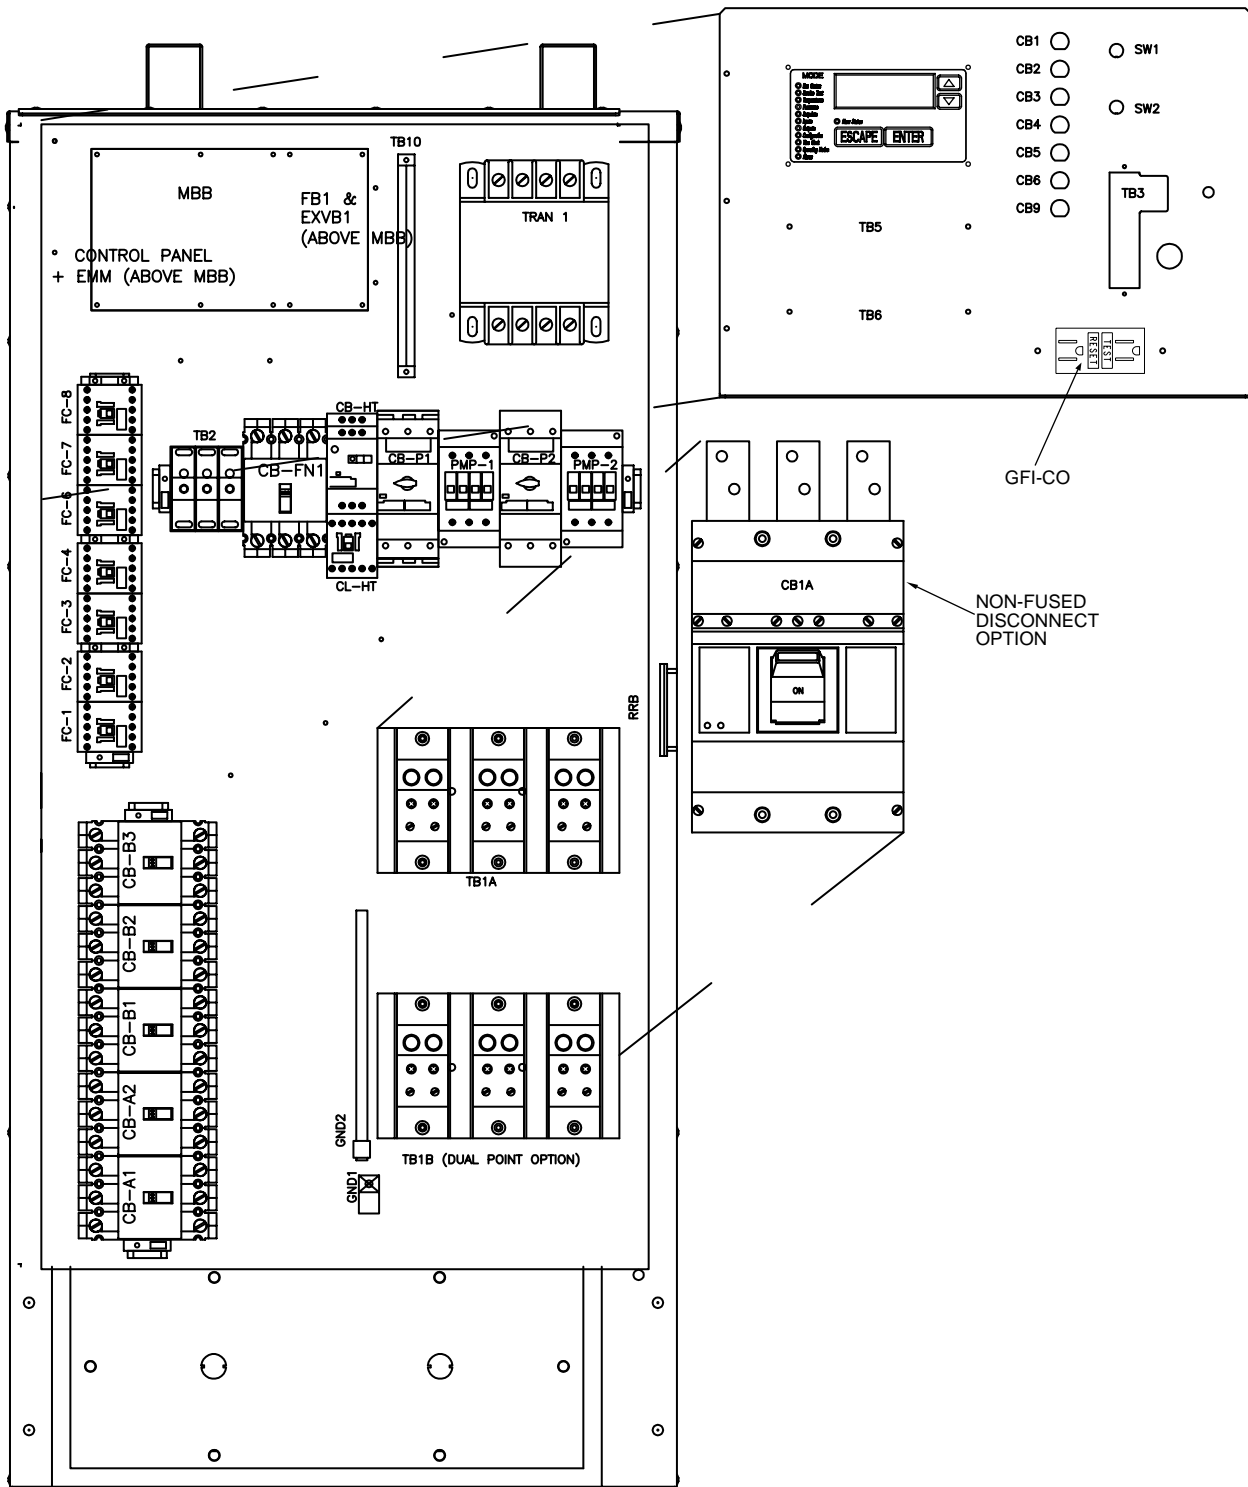 CB1
SW1
CB2
CB3
SW2
CB4
CB5
CB6
CB9
TB3
MODE
ESCAPE
ENTER
TB5
TB6
TEST
RESET
GFI-CO
TB10
MBB
FB1 &
EXVB1
(ABOVE MBB)
CONTROL PANEL
+ EMM (ABOVE MBB)
TRAN 1
FC-8
FC-7
FC-6
FC-4
FC-3
FC-2
FC-1
TB2
CB-FN1
CB-HT
CL-HT
CB-P1
PMP-1
CB-P2
PMP-2
CB1A
ON
NON-FUSED
DISCONNECT
OPTION
RRB
TB1A
CB-B3
CB-B2
CB-B1
CB-A2
CB-A1
GND2
GND1
TB1B (DUAL POINT OPTION)